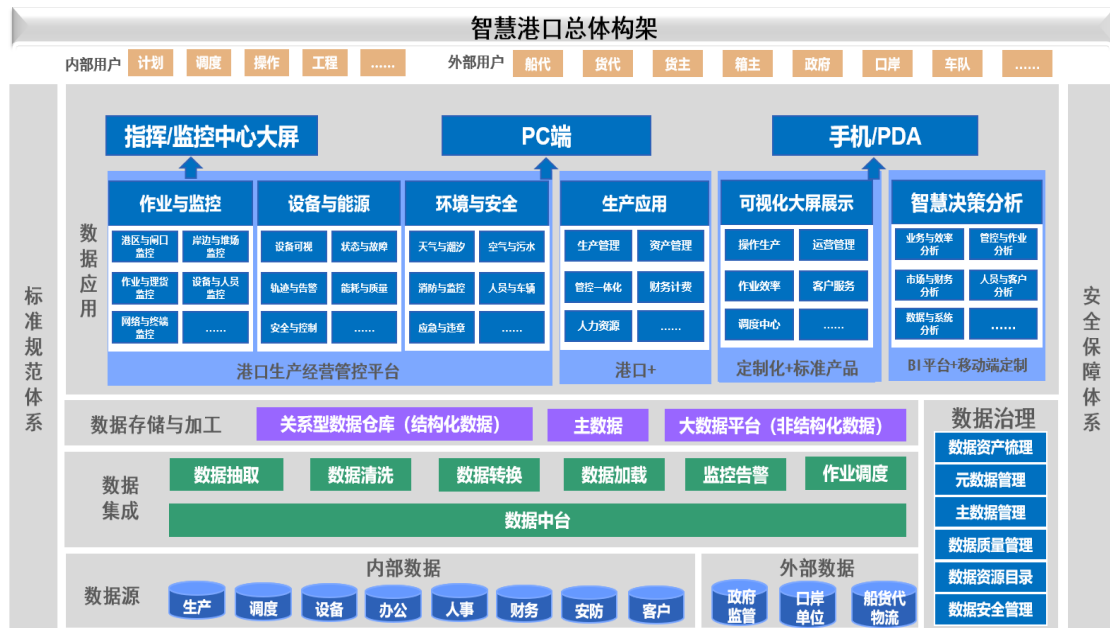 智慧港口总体构架
内部用户 计划 调度 操作 工程 ...... 外部用户 船代 货代 货主 箱主 政府 口岸 车队 ......
标准规范体系
数据应用
指挥/监控中心大屏 PC端 手机/PDA
作业与监控
港区与闸口监控 岸边与堆场监控
作业与理货监控 设备与人员监控
网络与终端监控 ......
设备与能源
设备可视 状态与故障
轨迹与告警 能耗与质量
安全与控制 ......
环境与安全
天气与潮汐 空气与污水
消防与监控 人员与车辆
应急与违章 ......
港口生产经营管控平台
生产应用
生产管理 资产管理
管控一体化 财务计费
人力资源 ......
港口+
可视化大屏展示
操作生产 运营管理
作业效率 客户服务
调度中心 ......
定制化+标准产品
智慧决策分析
业务与效率分析 管控与作业分析
市场与财务分析 人员与客户分析
数据与系统分析 ......
BI平台+移动端定制
安全保障体系
数据存储与加工 关系型数据仓库（结构化数据） 主数据 大数据平台（非结构化数据）
数据集成
数据抽取 数据清洗 数据转换 数据加载 监控告警 作业调度
数据中台
数据源
内部数据
生产 调度 设备 办公 人事 财务 安防 客户
外部数据
政府监管 口岸单位 船货代物流
数据治理
数据资产梳理
元数据管理
主数据管理
数据质量管理
数据资源目录
数据安全管理